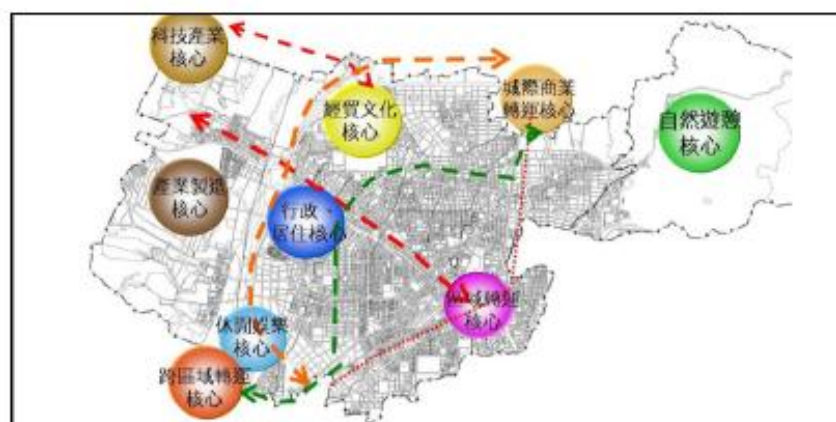 科技產業
核心
經貿文化
核心
城際商業
轉運核心
自然遊憩
核心
產業製造
核心
行政、
居住核心
轉運
核心
休閒娛樂
核心
跨區域轉運
核心